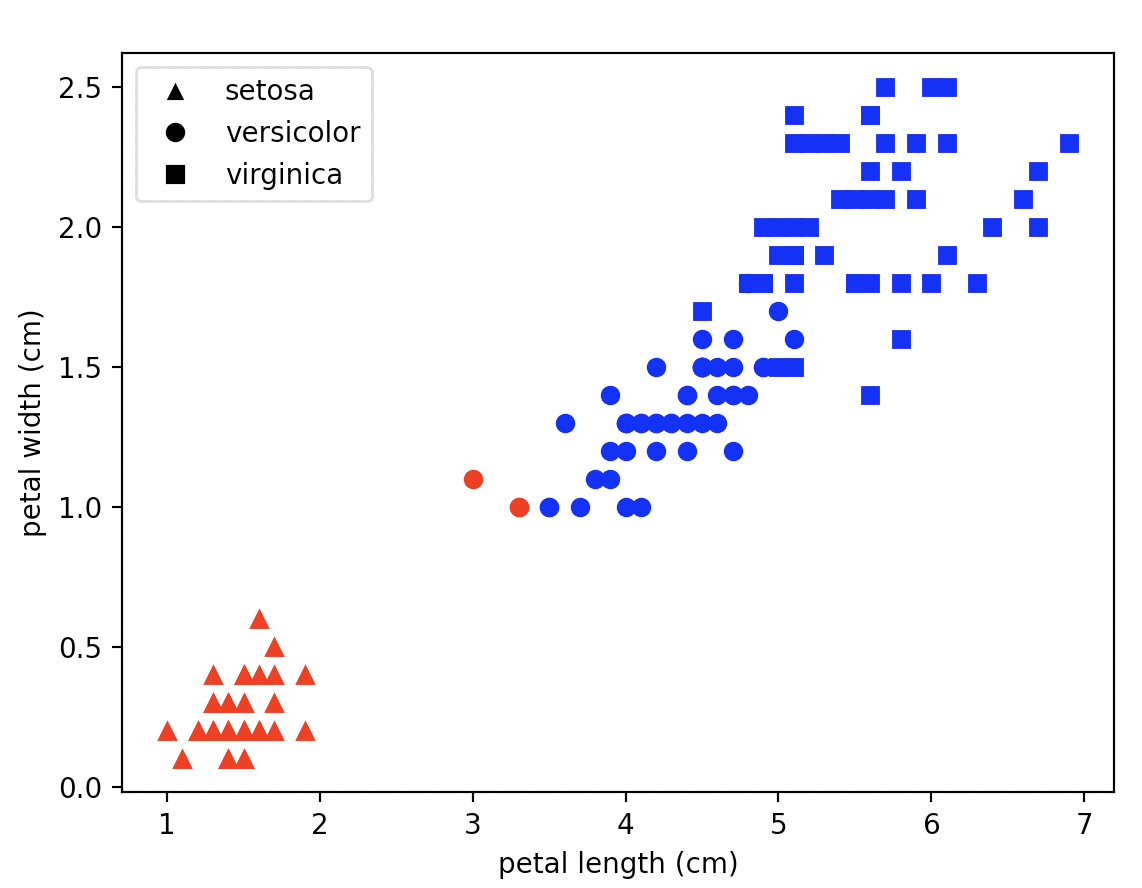 setosa
versicolor
virginica
2.5
2.0
1.5
1.0
0.5
0.0
petal width (cm)
1 2 3 4 5 6 7
petal length (cm)